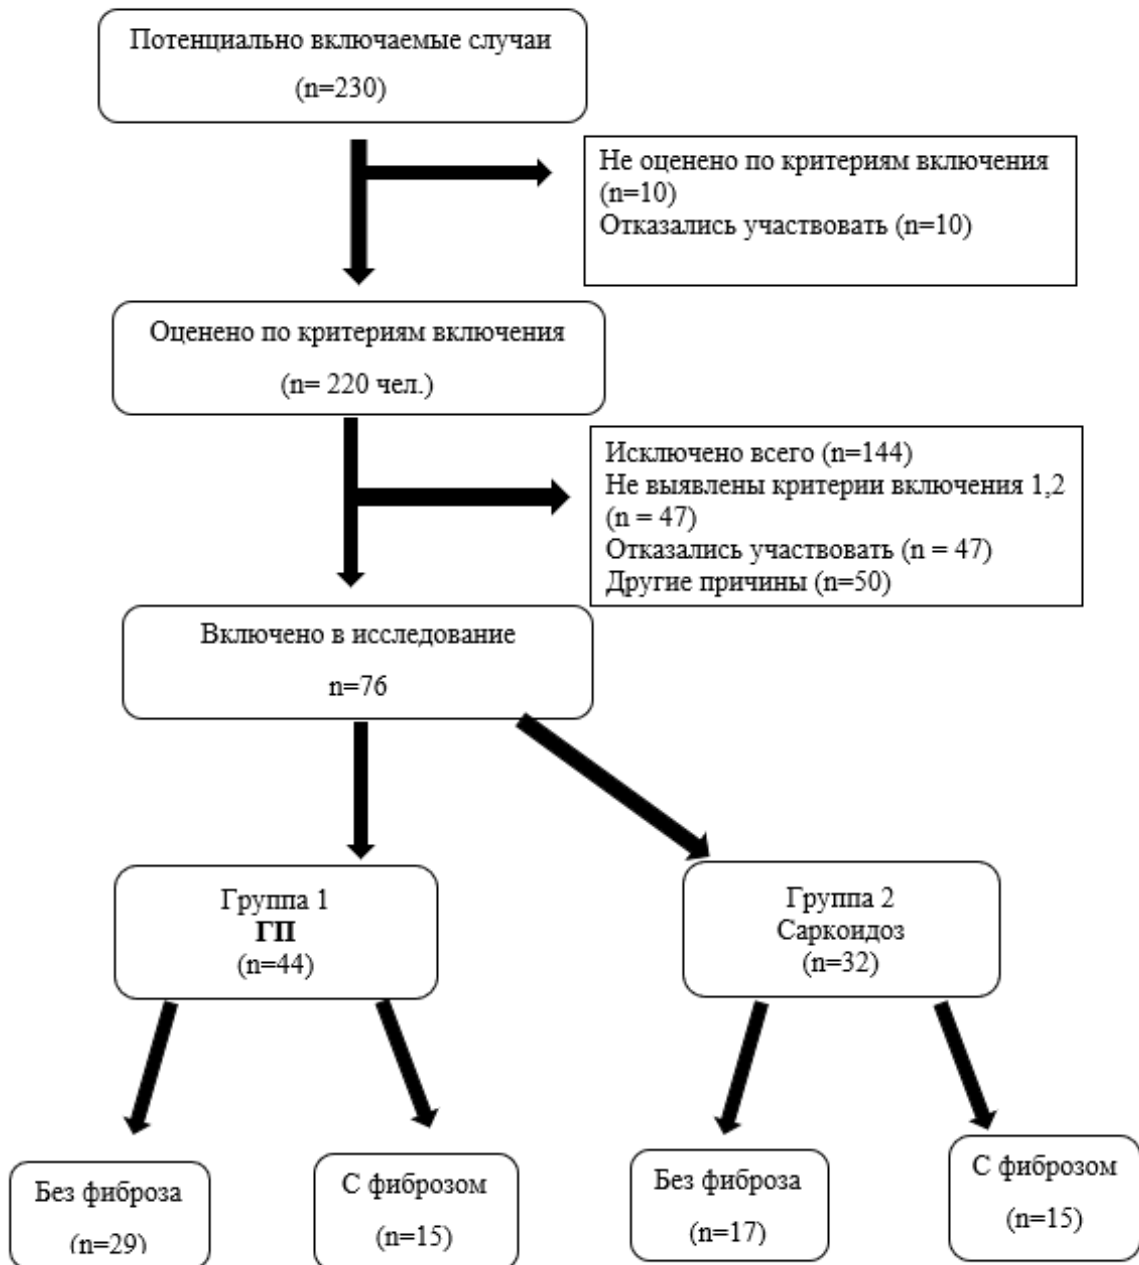 Потенциально включаемые случаи
(n=230)
Не оценено по критериям включения
(n=10)
Отказались участвовать (n=10)
Оценено по критериям включения
(n= 220 чел.)
Исключено всего (n=144)
Не выявлены критерии включения 1,2
(n = 47)
Отказались участвовать (n = 47)
Другие причины (n=50)
Включено в исследование
n=76
Группа 1
ГП
(n=44)
Группа 2
Саркоидоз
(n=32)
Без фиброза
(n=29)
С фиброзом
(n=15)
Без фиброза
(n=17)
С фиброзом
(n=15)